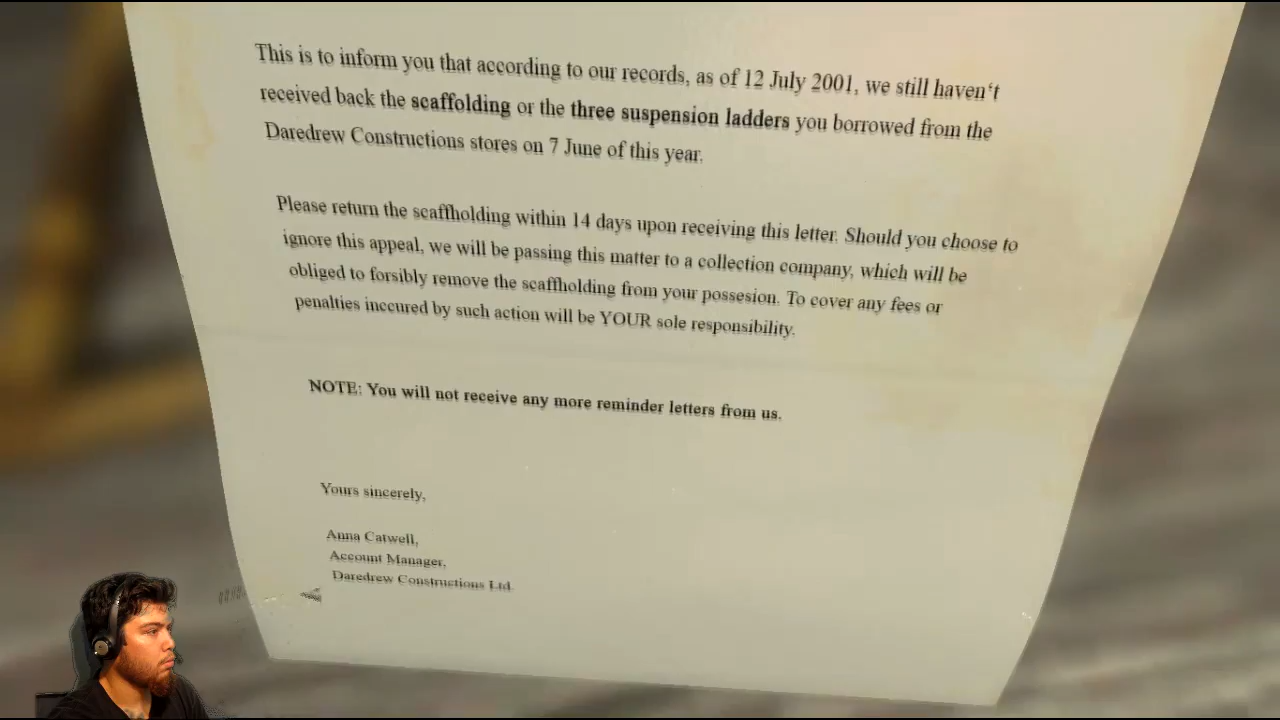 This is to inform you that according to our records, as of 12 July 2001, we still haven‘t
received back the scaffolding or the three suspension ladders you borrowed from the
Daredrew Constructions stores on 7 June of this year.
Please return the scaffholding within 14 days upon receiving this letter. Should you choose to
ignore this appeal, we will be passing this matter to a collection company, which will be
obliged to forsibly remove the scaffholding from your possesion. To cover any fees or
penalties inccured by such action will be YOUR sole responsibility.
NOTE: You will not receive any more reminder letters from us.
Yours sincerely,
Anna Catwell,
Account Manager,
Daredrew Constructions Ltd.